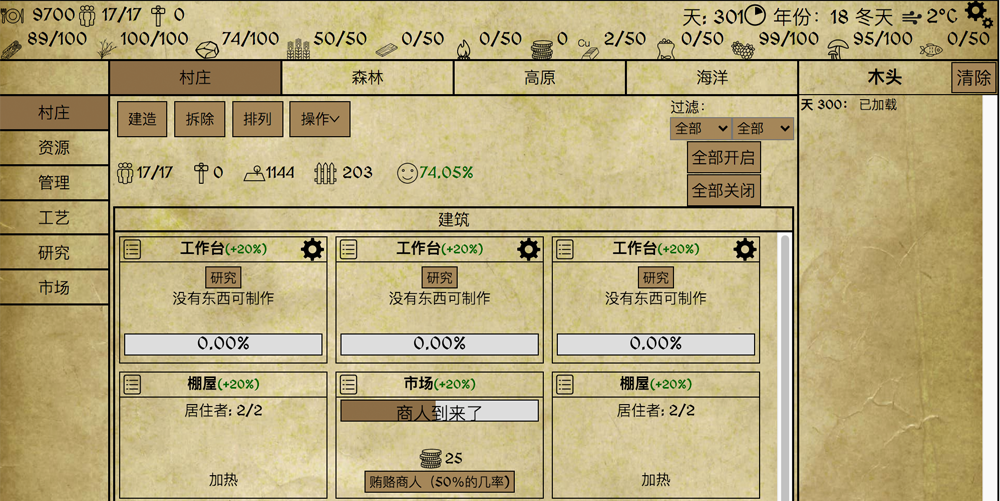 9700 17/17 0 天: 301 年份: 18 冬天 2°C
89/100 100/100 74/100 50/50 0/50 0/50 0 Cu 2/50 0/50 99/100 95/100 0/50
村庄 森林 高原 海洋 木头 清除
村庄
资源
管理
工艺
研究
市场
建造 拆除 排列 操作
过滤:
全部 全部
全部开启
全部关闭
17/17 0 1144 203 74.05%
建筑
工作台(+20%) 工作台(+20%) 工作台(+20%)
研究 研究 研究
没有东西可制作 没有东西可制作 没有东西可制作
0.00% 0.00% 0.00%
棚屋(+20%) 市场(+20%) 棚屋(+20%)
居住者: 2/2 商人到来了 居住者: 2/2
25
加热 贿赂商人（50%的几率） 加热
天 300: 已加载